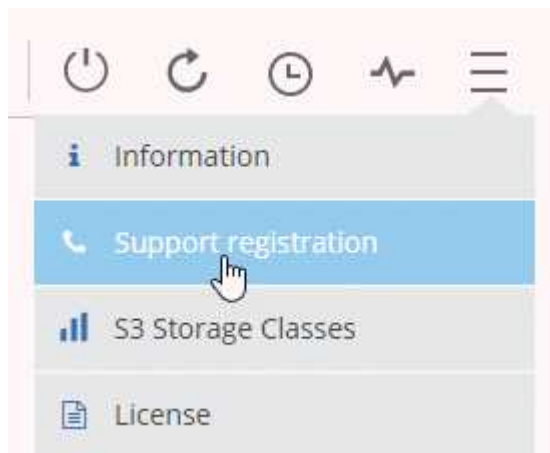 Information
Support registration
S3 Storage Classes
License